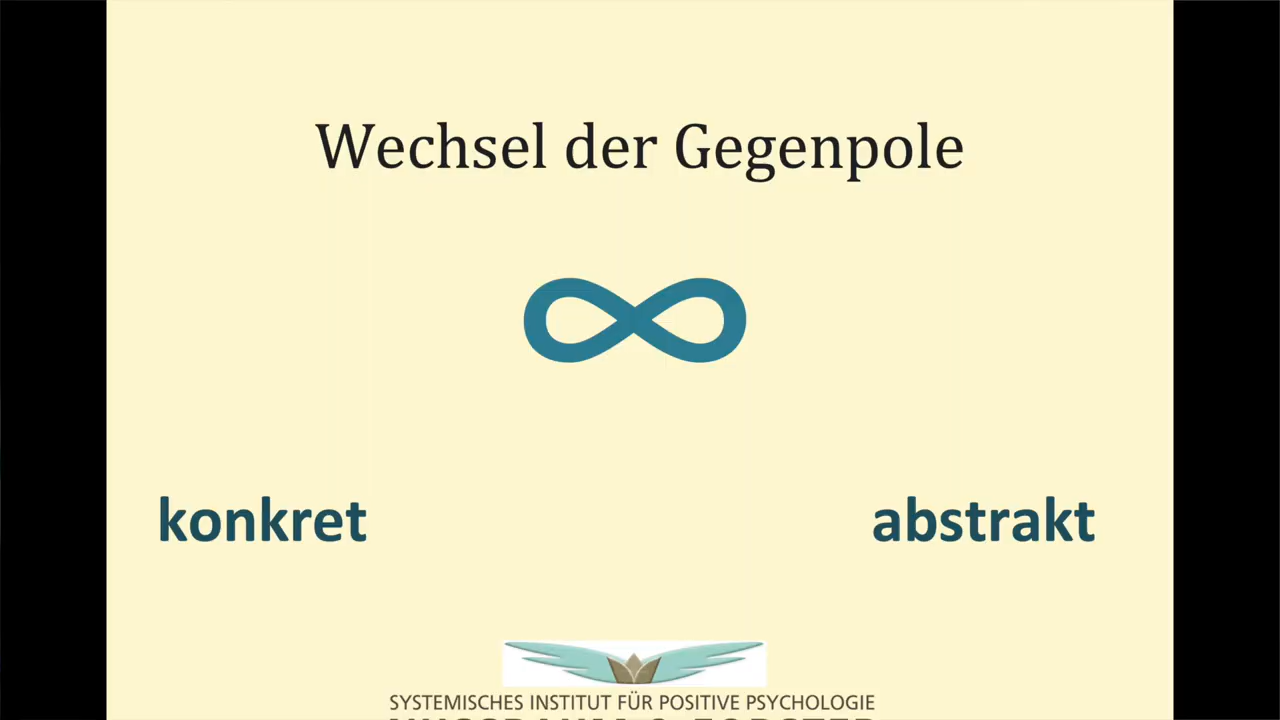 Wechsel der Gegenpole
konkret
abstrakt
SYSTEMISCHES INSTITUT FÜR POSITIVE PSYCHOLOGIE